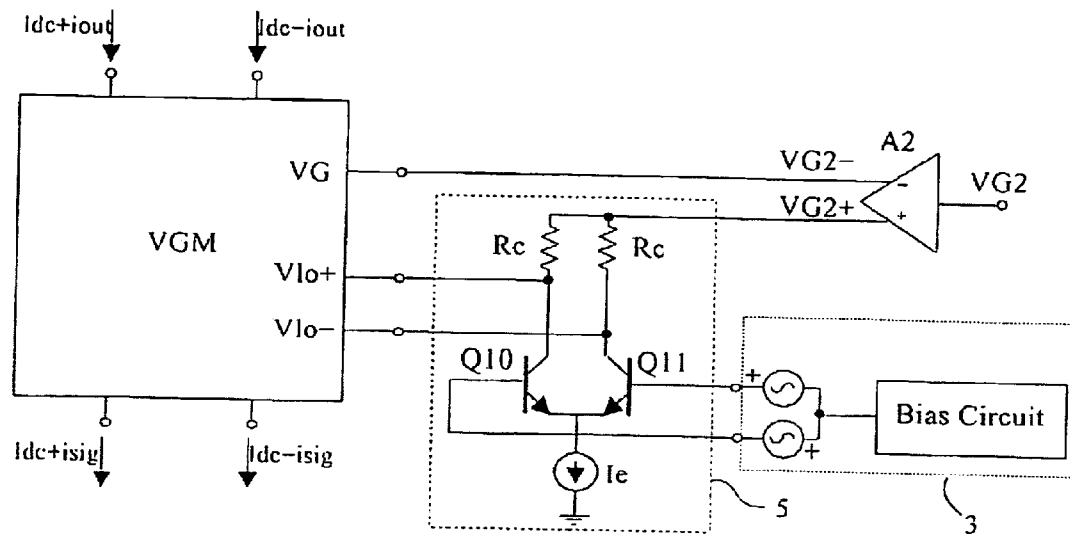 Idc+iout
Idc−iout
A2
VG
VG2−
VG2
VG2+
VGM
Rc
Rc
Vlo+
Vlo−
Q10
Q11
+
−
+
+
Bias Circuit
Idc+isig
Idc−isig
Ie
5
3